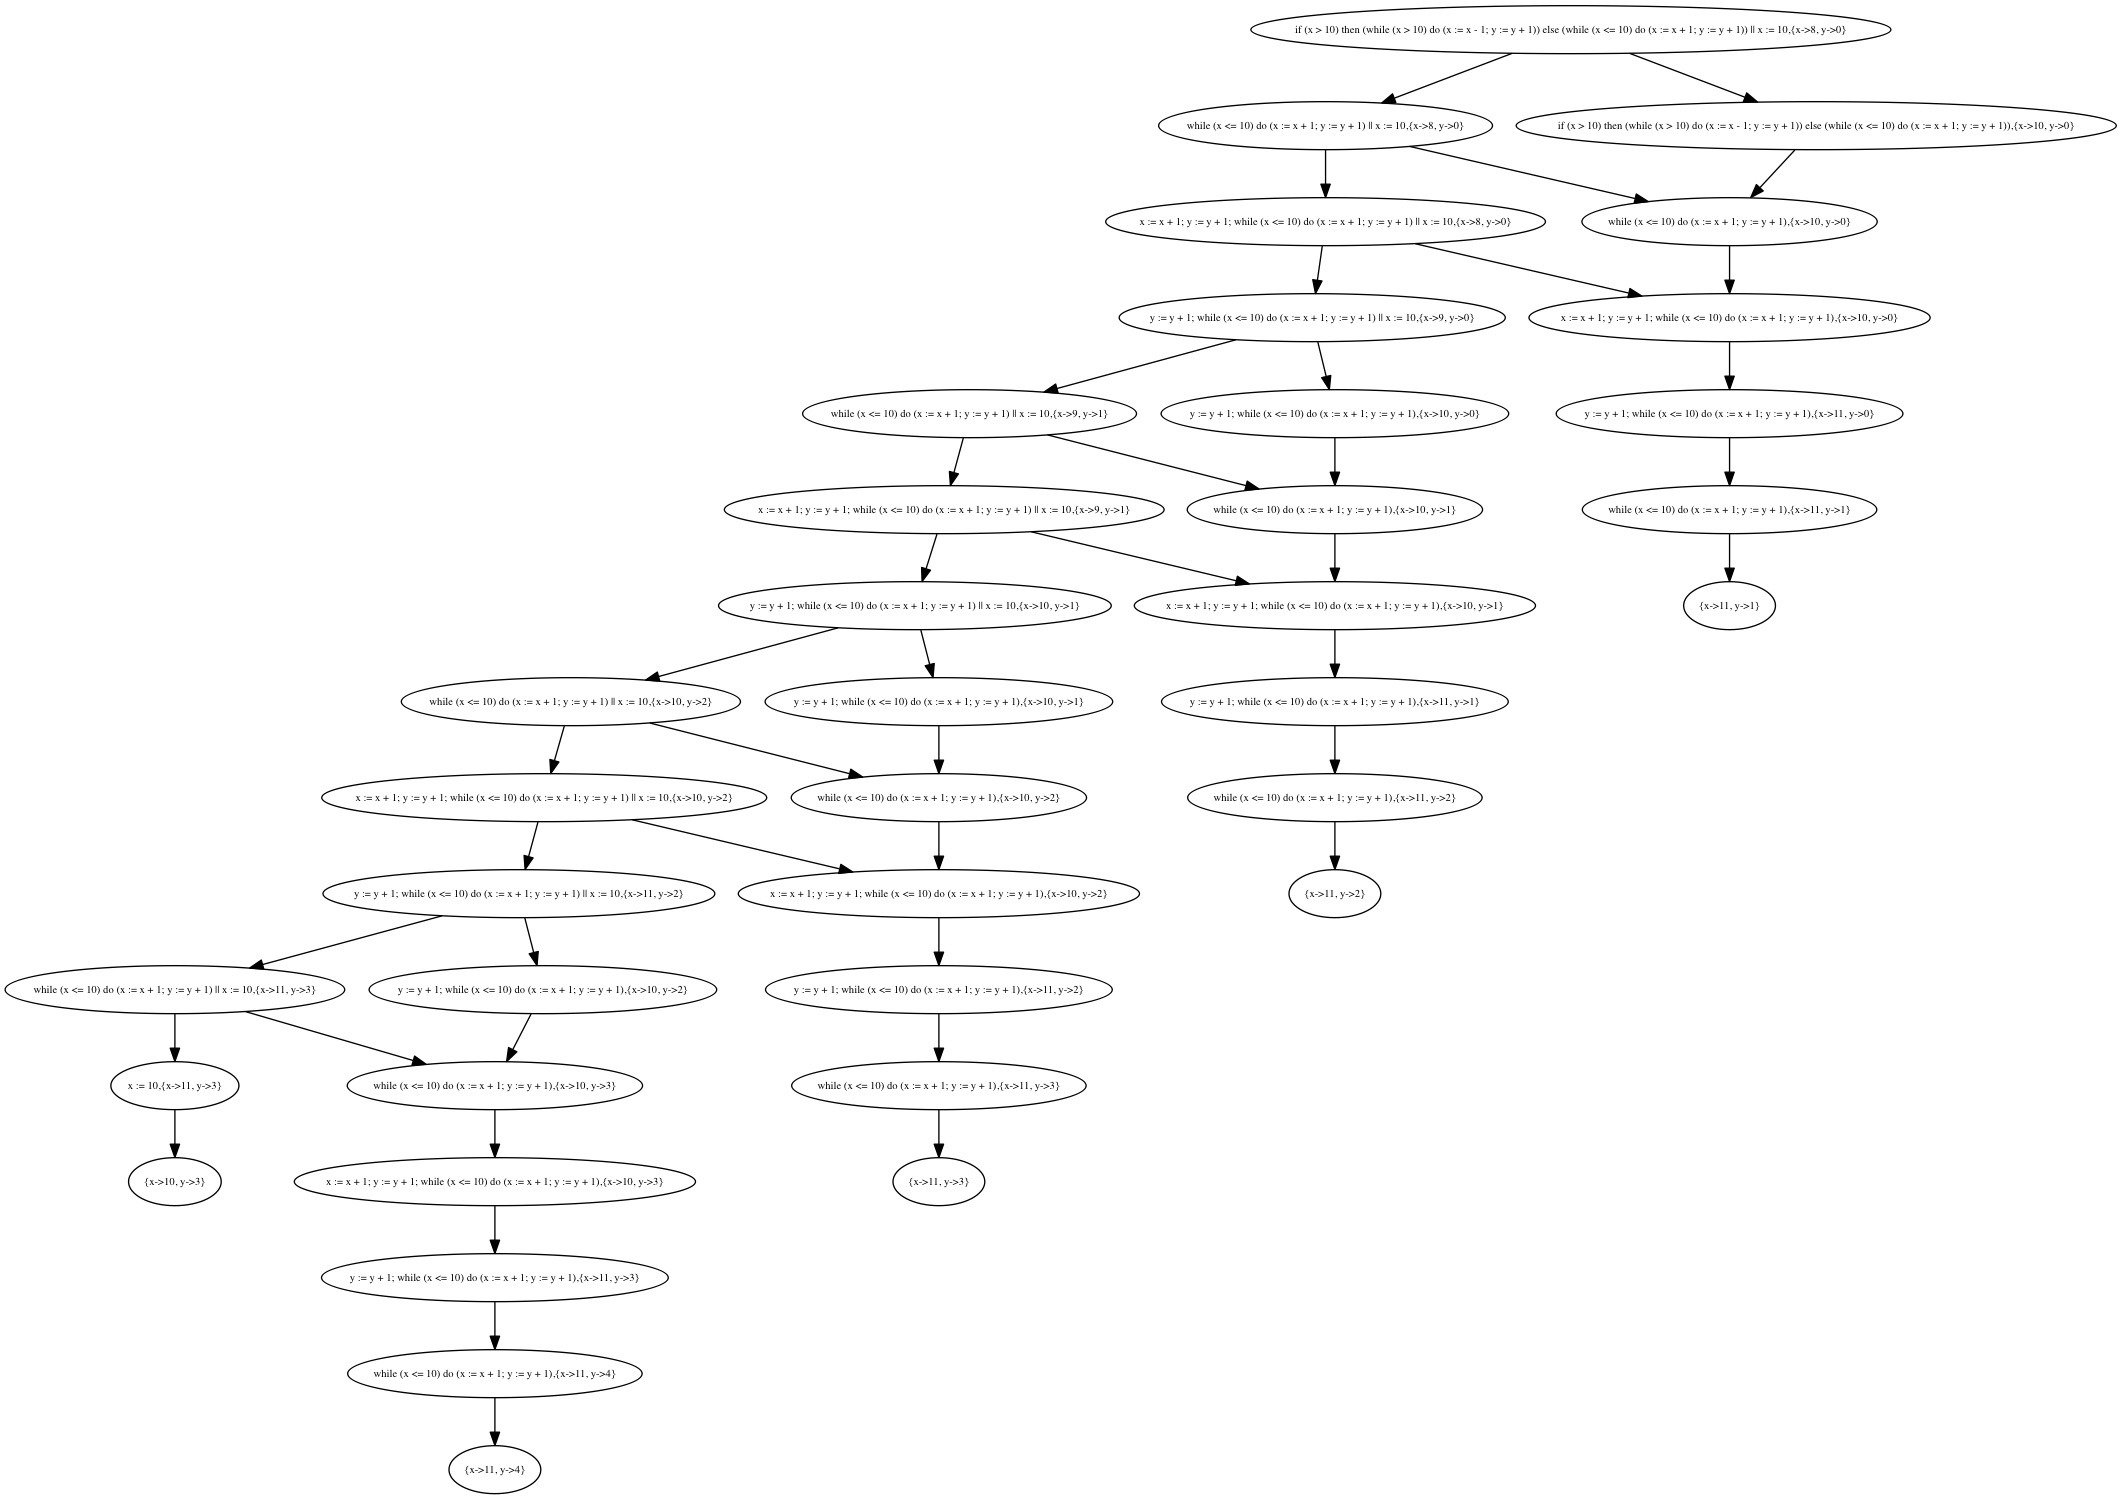 if (x > 10) then (while (x > 10) do (x := x - 1; y := y + 1)) else (while (x <= 10) do (x := x + 1; y := y + 1)) || x := 10,{x->8, y->0}
while (x <= 10) do (x := x + 1; y := y + 1) || x := 10,{x->8, y->0}
if (x > 10) then (while (x > 10) do (x := x - 1; y := y + 1)) else (while (x <= 10) do (x := x + 1; y := y + 1)),{x->10, y->0}
x := x + 1; y := y + 1; while (x <= 10) do (x := x + 1; y := y + 1) || x := 10,{x->8, y->0}
while (x <= 10) do (x := x + 1; y := y + 1),{x->10, y->0}
y := y + 1; while (x <= 10) do (x := x + 1; y := y + 1) || x := 10,{x->9, y->0}
x := x + 1; y := y + 1; while (x <= 10) do (x := x + 1; y := y + 1),{x->10, y->0}
while (x <= 10) do (x := x + 1; y := y + 1) || x := 10,{x->9, y->1}
y := y + 1; while (x <= 10) do (x := x + 1; y := y + 1),{x->10, y->0}
y := y + 1; while (x <= 10) do (x := x + 1; y := y + 1),{x->11, y->0}
x := x + 1; y := y + 1; while (x <= 10) do (x := x + 1; y := y + 1) || x := 10,{x->9, y->1}
while (x <= 10) do (x := x + 1; y := y + 1),{x->10, y->1}
while (x <= 10) do (x := x + 1; y := y + 1),{x->11, y->1}
y := y + 1; while (x <= 10) do (x := x + 1; y := y + 1) || x := 10,{x->10, y->1}
x := x + 1; y := y + 1; while (x <= 10) do (x := x + 1; y := y + 1),{x->10, y->1}
{x->11, y->1}
while (x <= 10) do (x := x + 1; y := y + 1) || x := 10,{x->10, y->2}
y := y + 1; while (x <= 10) do (x := x + 1; y := y + 1),{x->10, y->1}
y := y + 1; while (x <= 10) do (x := x + 1; y := y + 1),{x->11, y->1}
x := x + 1; y := y + 1; while (x <= 10) do (x := x + 1; y := y + 1) || x := 10,{x->10, y->2}
while (x <= 10) do (x := x + 1; y := y + 1),{x->10, y->2}
while (x <= 10) do (x := x + 1; y := y + 1),{x->11, y->2}
y := y + 1; while (x <= 10) do (x := x + 1; y := y + 1) || x := 10,{x->11, y->2}
x := x + 1; y := y + 1; while (x <= 10) do (x := x + 1; y := y + 1),{x->10, y->2}
{x->11, y->2}
while (x <= 10) do (x := x + 1; y := y + 1) || x := 10,{x->11, y->3}
y := y + 1; while (x <= 10) do (x := x + 1; y := y + 1),{x->10, y->2}
y := y + 1; while (x <= 10) do (x := x + 1; y := y + 1),{x->11, y->2}
x := 10,{x->11, y->3}
while (x <= 10) do (x := x + 1; y := y + 1),{x->10, y->3}
while (x <= 10) do (x := x + 1; y := y + 1),{x->11, y->3}
{x->10, y->3}
x := x + 1; y := y + 1; while (x <= 10) do (x := x + 1; y := y + 1),{x->10, y->3}
{x->11, y->3}
y := y + 1; while (x <= 10) do (x := x + 1; y := y + 1),{x->11, y->3}
while (x <= 10) do (x := x + 1; y := y + 1),{x->11, y->4}
{x->11, y->4}